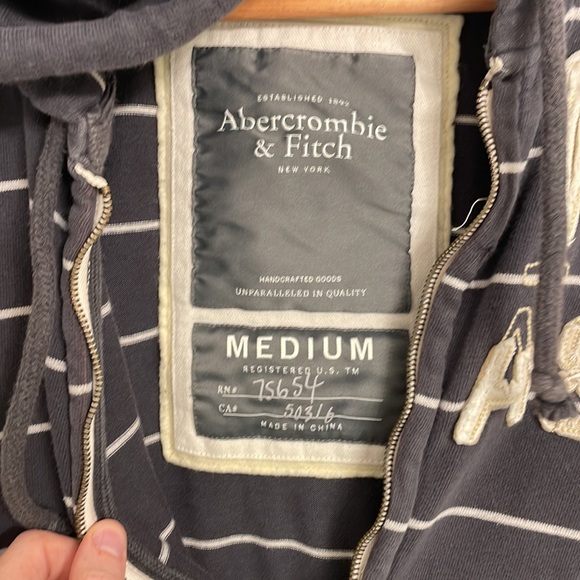 ESTABLISHED 1892
Abercrombie
& Fitch
NEW YORK
HANDCRAFTED GOODS
UNPARALLELED IN QUALITY
MEDIUM
REGISTERED U.S. TM
RN# 75654
CA# 50316
MADE IN CHINA
A